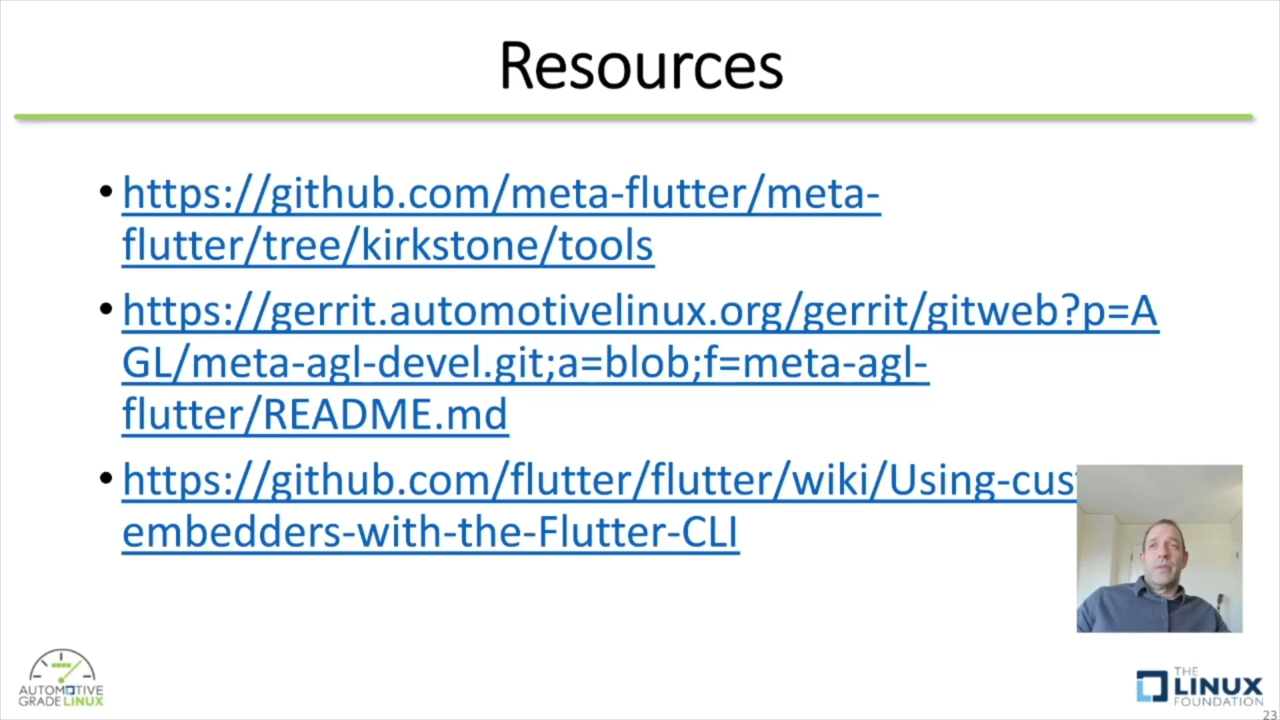 Resources
• https://github.com/meta-flutter/meta-
flutter/tree/kirkstone/tools
• https://gerrit.automotivelinux.org/gerrit/gitweb?p=A
GL/meta-agl-devel.git;a=blob;f=meta-agl-
flutter/README.md
• https://github.com/flutter/flutter/wiki/Using-cus
embedders-with-the-Flutter-CLI
AUTOMOTIVE
GRADE LINUX
THE
LINUX
FOUNDATION
23